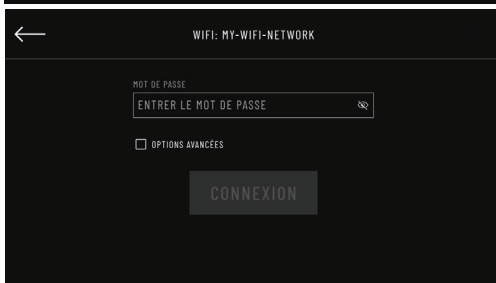 WIFI: MY-WIFI-NETWORK
MOT DE PASSE
ENTRER LE MOT DE PASSE
OPTIONS AVANCÉES
CONNEXION